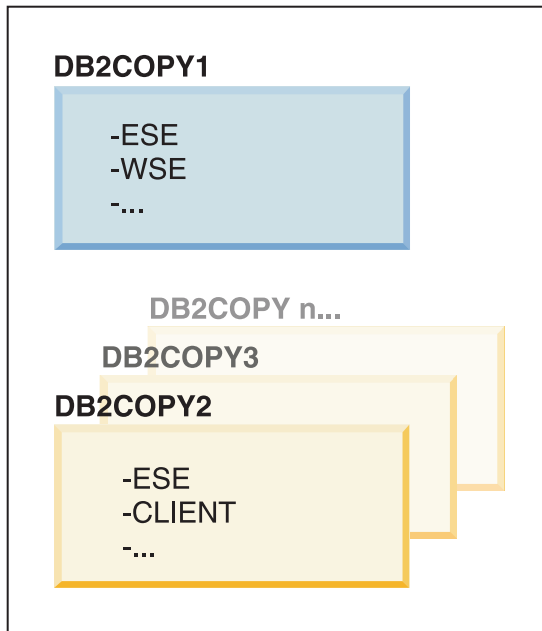 DB2COPY1
-ESE
-WSE
-...
DB2COPY n...
DB2COPY3
DB2COPY2
-ESE
-CLIENT
-...